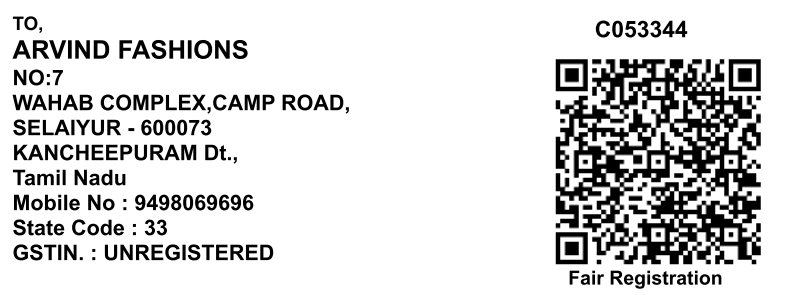 TO,
ARVIND FASHIONS
NO:7
WAHAB COMPLEX,CAMP ROAD,
SELAIYUR - 600073
KANCHEEPURAM Dt.,
Tamil Nadu
Mobile No : 9498069696
State Code : 33
GSTIN. : UNREGISTERED
C053344
Fair Registration